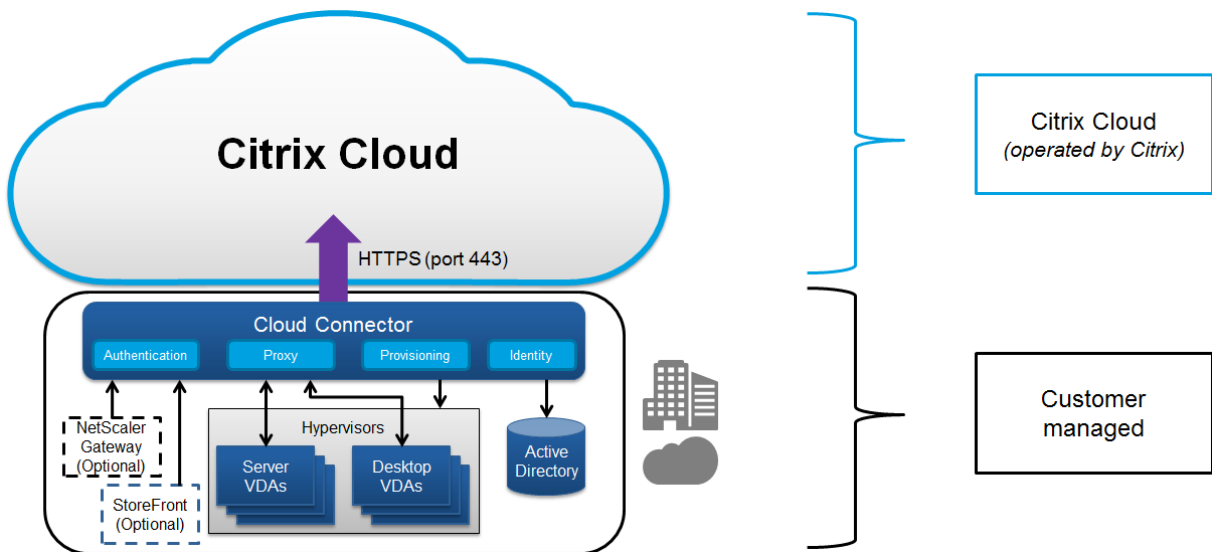 Citrix Cloud
HTTPS (port 443)
Cloud Connector
Authentication
Proxy
Provisioning
Identity
NetScaler
Gateway
(Optional)
StoreFront
(Optional)
Hypervisors
Server
VDAs
Desktop
VDAs
Active
Directory
Citrix Cloud
(operated by Citrix)
Customer
managed